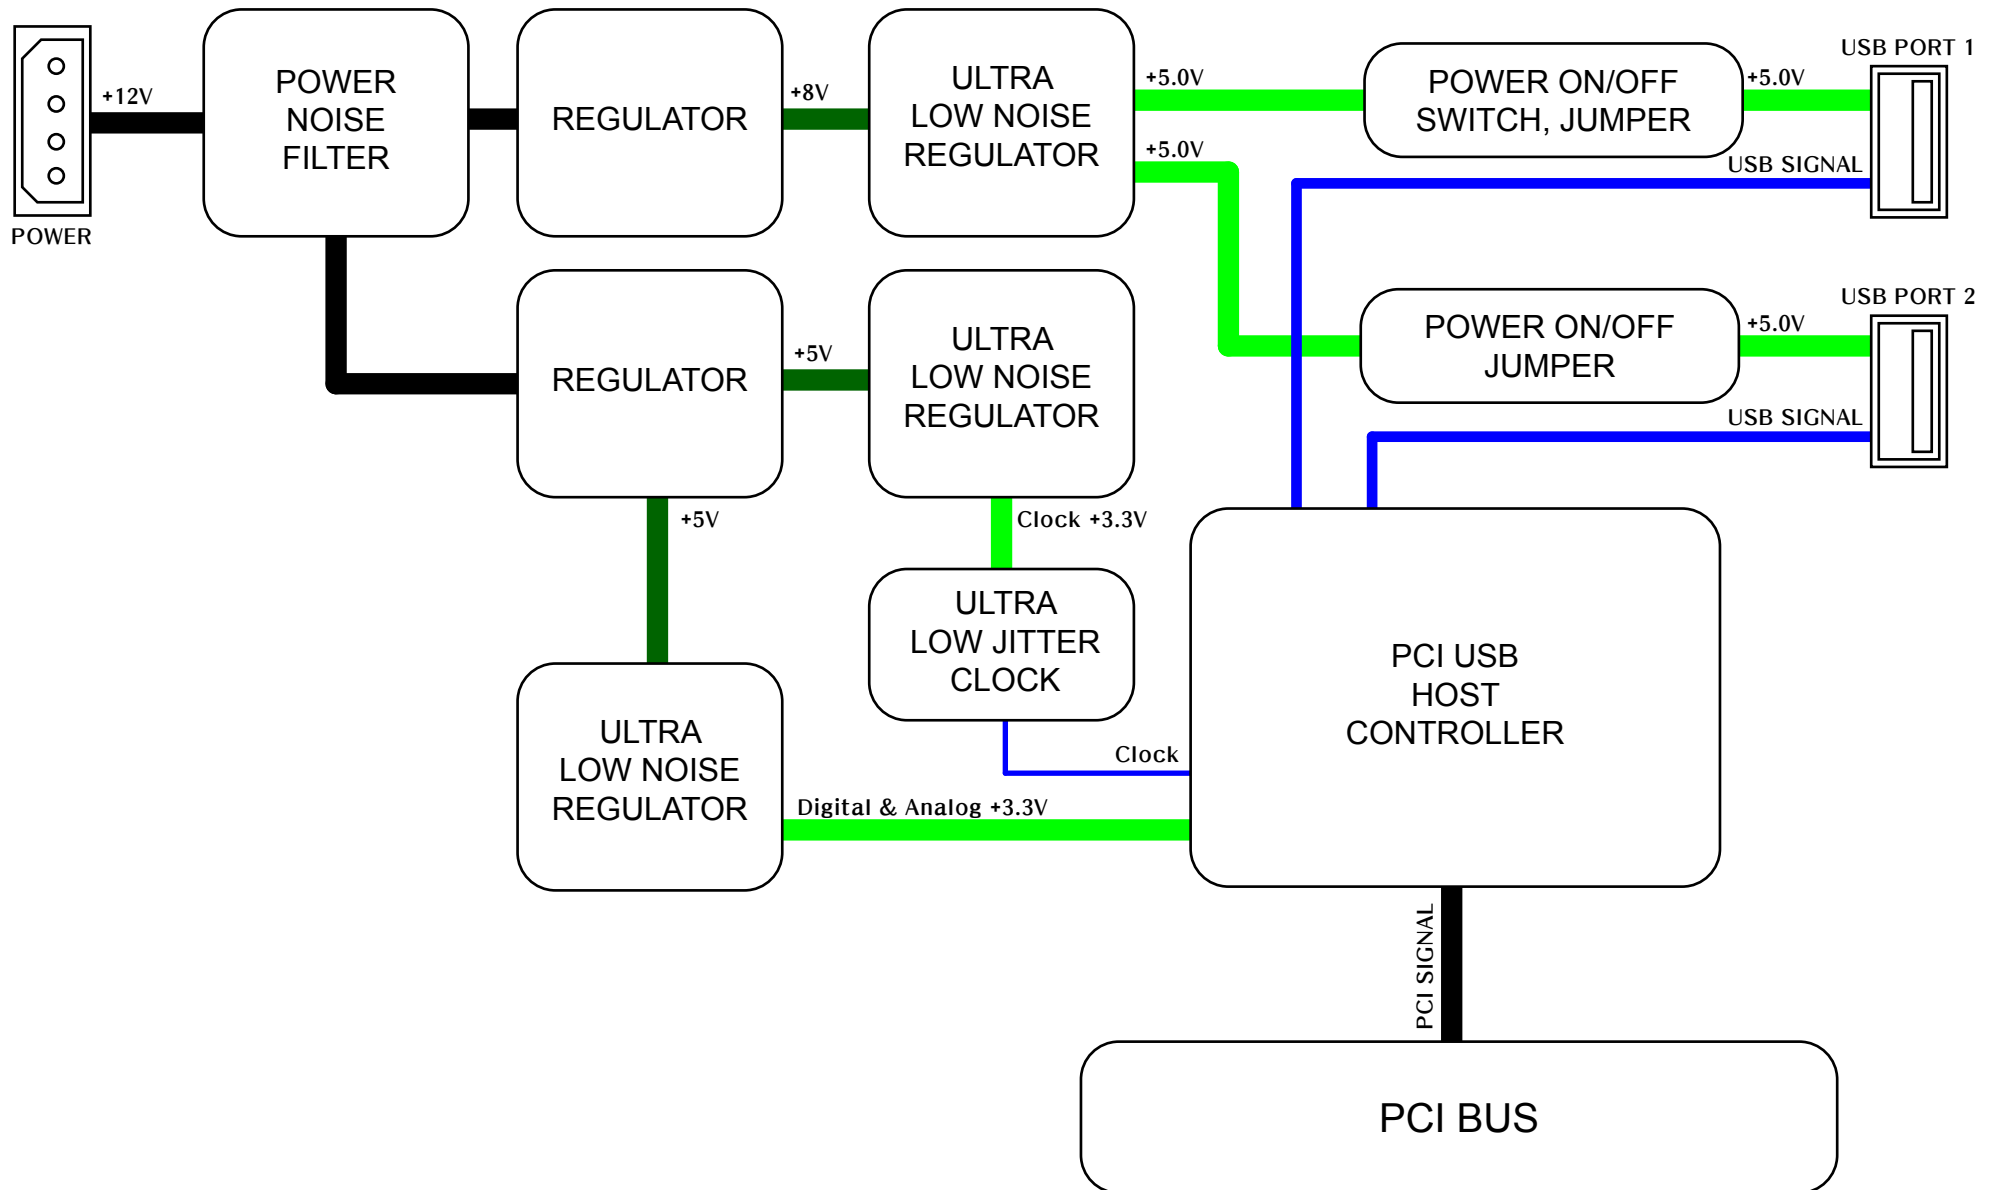 POWER
+12V
POWER
NOISE
FILTER
REGULATOR
+8V
ULTRA
LOW NOISE
REGULATOR
+5.0V
+5.0V
POWER ON/OFF
SWITCH, JUMPER
+5.0V
USB PORT 1
USB SIGNAL
REGULATOR
+5V
ULTRA
LOW NOISE
REGULATOR
POWER ON/OFF
JUMPER
+5.0V
USB PORT 2
USB SIGNAL
+5V
Clock +3.3V
ULTRA
LOW JITTER
CLOCK
Clock
ULTRA
LOW NOISE
REGULATOR
Digital & Analog +3.3V
PCI USB
HOST
CONTROLLER
PCI SIGNAL
PCI BUS